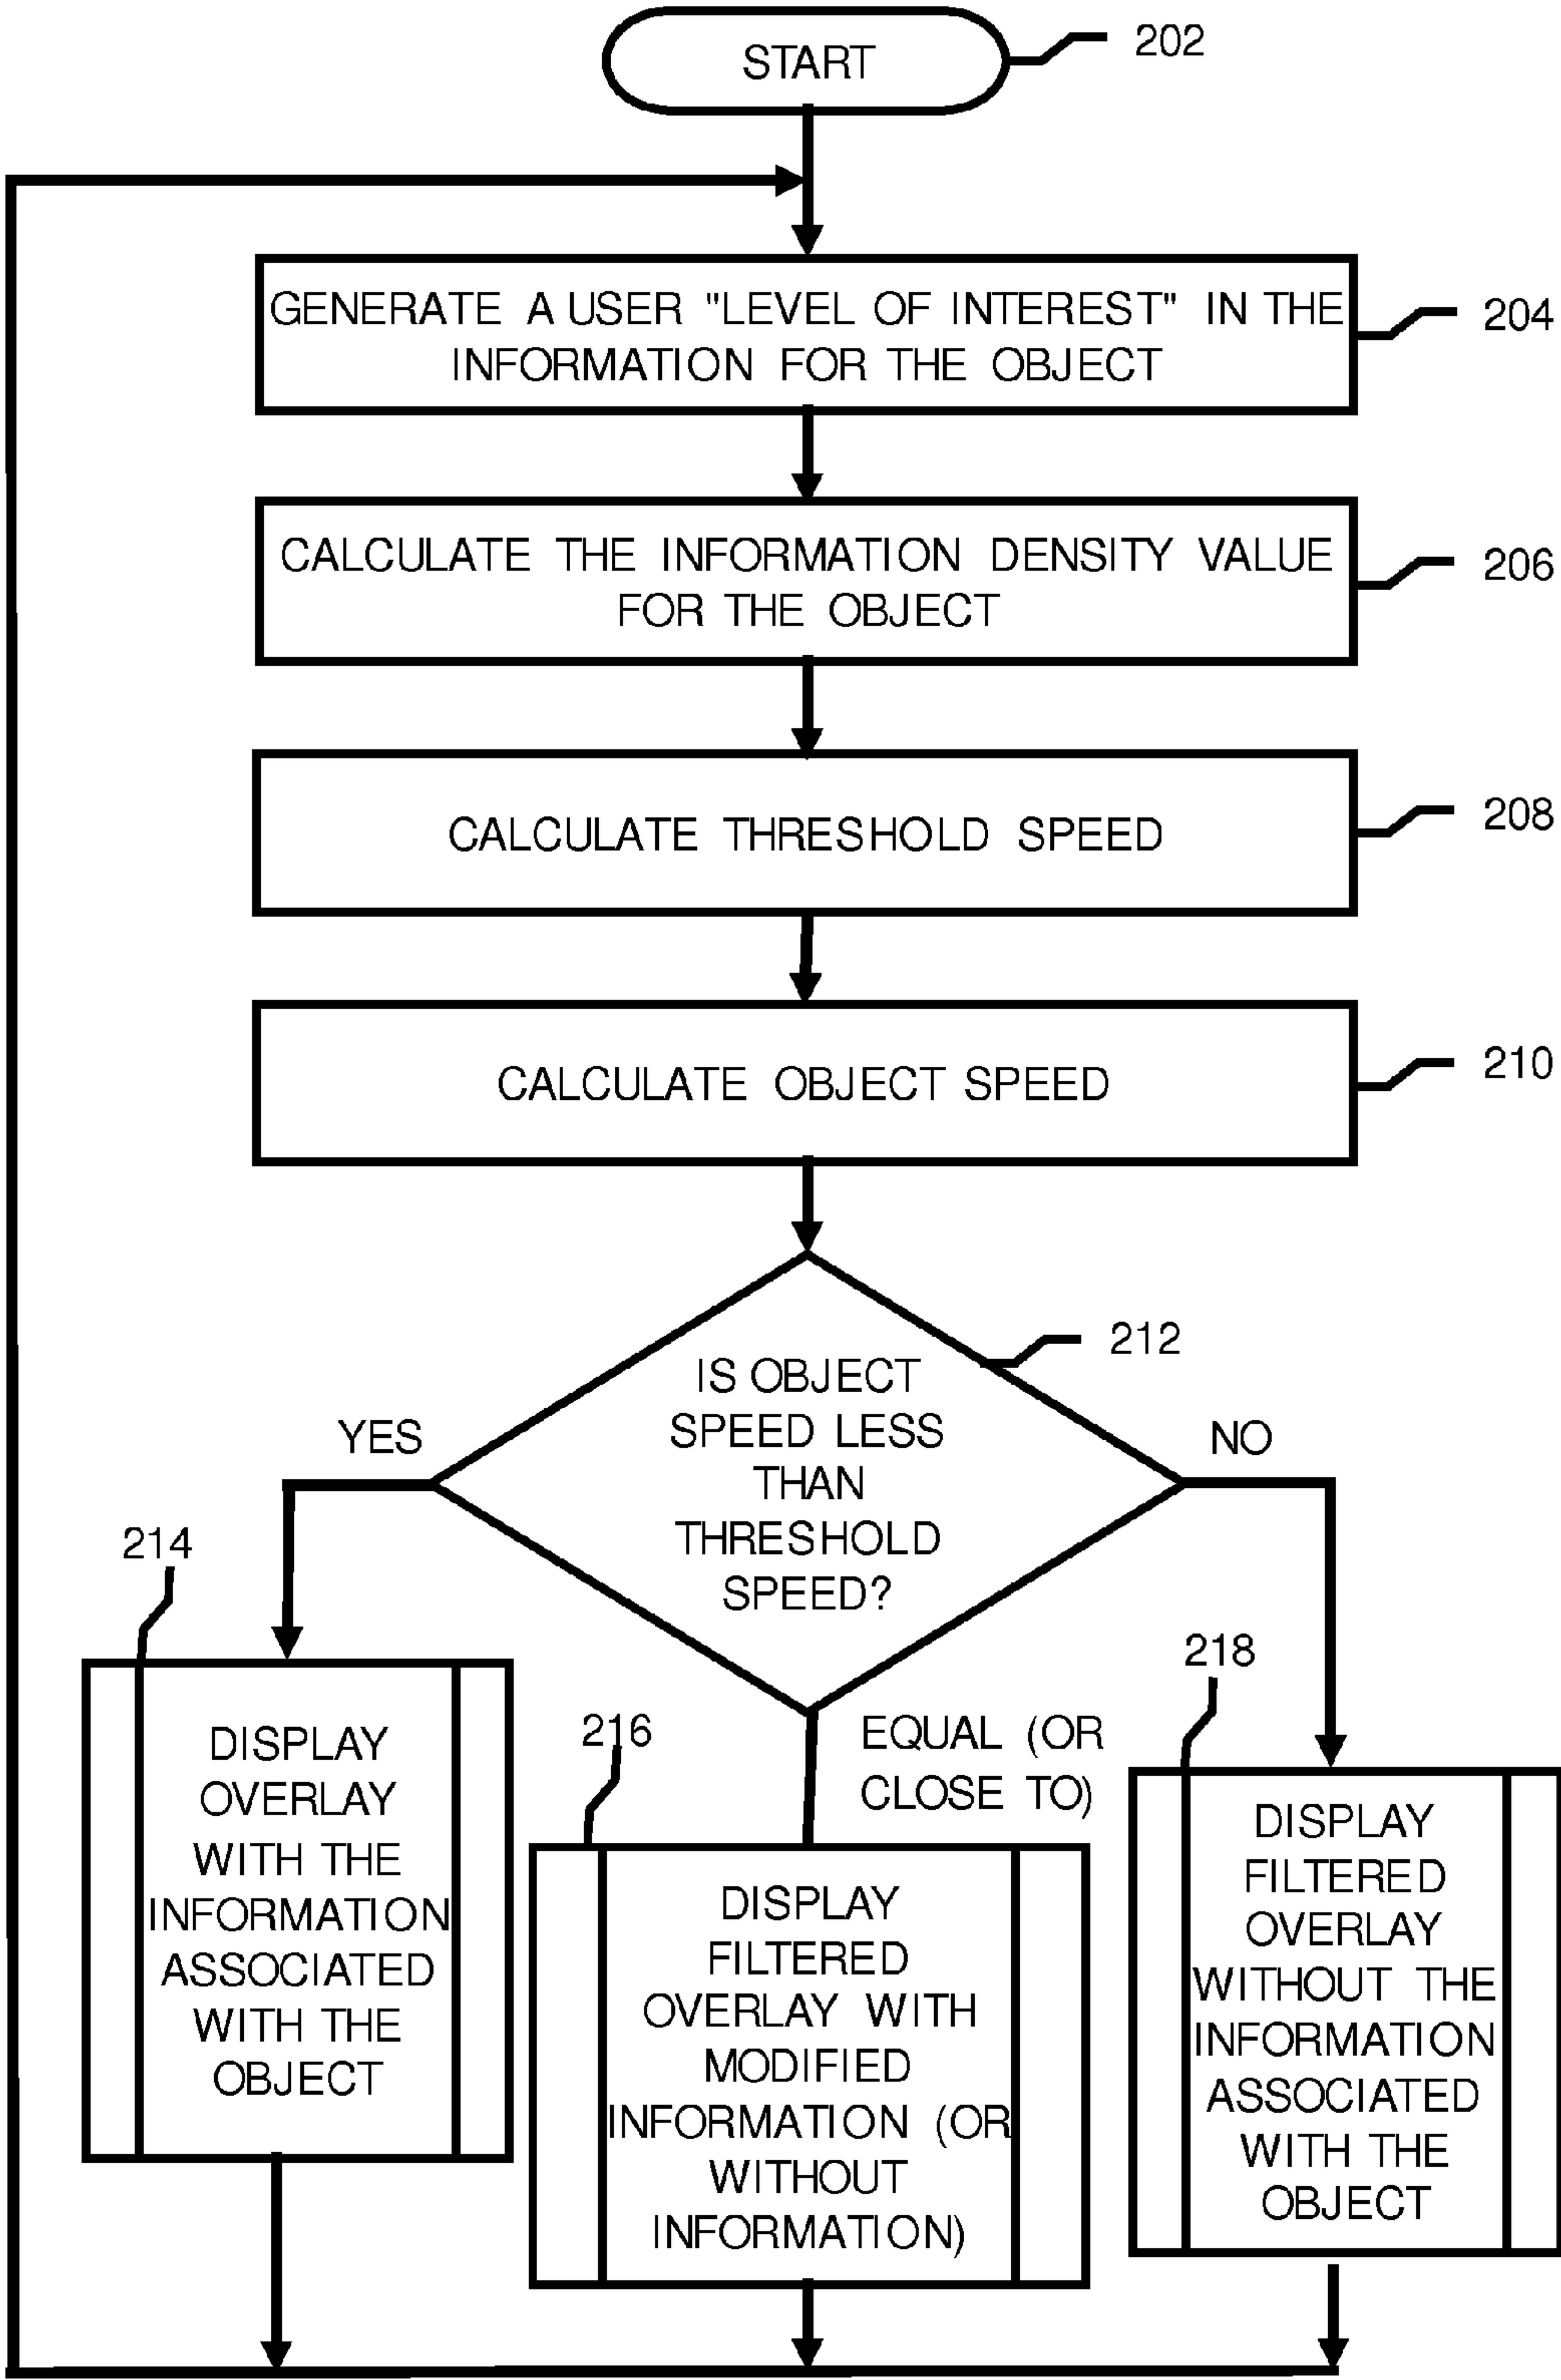 START
202
GENERATE A USER "LEVEL OF INTEREST" IN THE
INFORMATION FOR THE OBJECT
204
CALCULATE THE INFORMATION DENSITY VALUE
FOR THE OBJECT
206
CALCULATE THRESHOLD SPEED
208
CALCULATE OBJECT SPEED
210
IS OBJECT
SPEED LESS
THAN
THRESHOLD
SPEED?
212
YES
NO
EQUAL (OR
CLOSE TO)
214
DISPLAY
OVERLAY
WITH THE
INFORMATION
ASSOCIATED
WITH THE
OBJECT
216
DISPLAY
FILTERED
OVERLAY WITH
MODIFIED
INFORMATION (OR
WITHOUT
INFORMATION)
218
DISPLAY
FILTERED
OVERLAY
WITHOUT THE
INFORMATION
ASSOCIATED
WITH THE
OBJECT